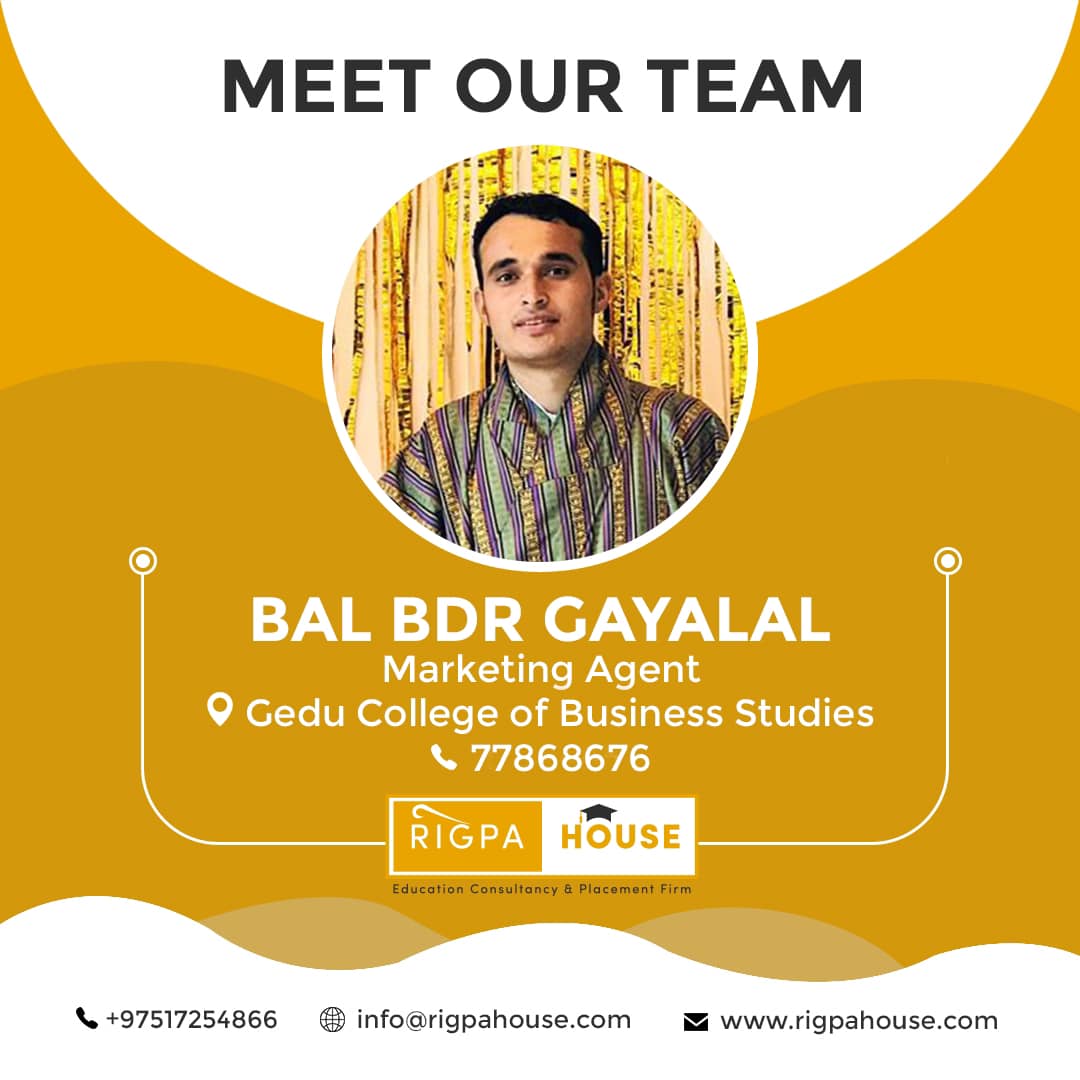 MEET OUR TEAM
BAL BDR GAYALAL
Marketing Agent
Gedu College of Business Studies
77868676
RIGPA HOUSE
Education Consultancy & Placement Firm
+97517254866 info@rigpahouse.com www.rigpahouse.com